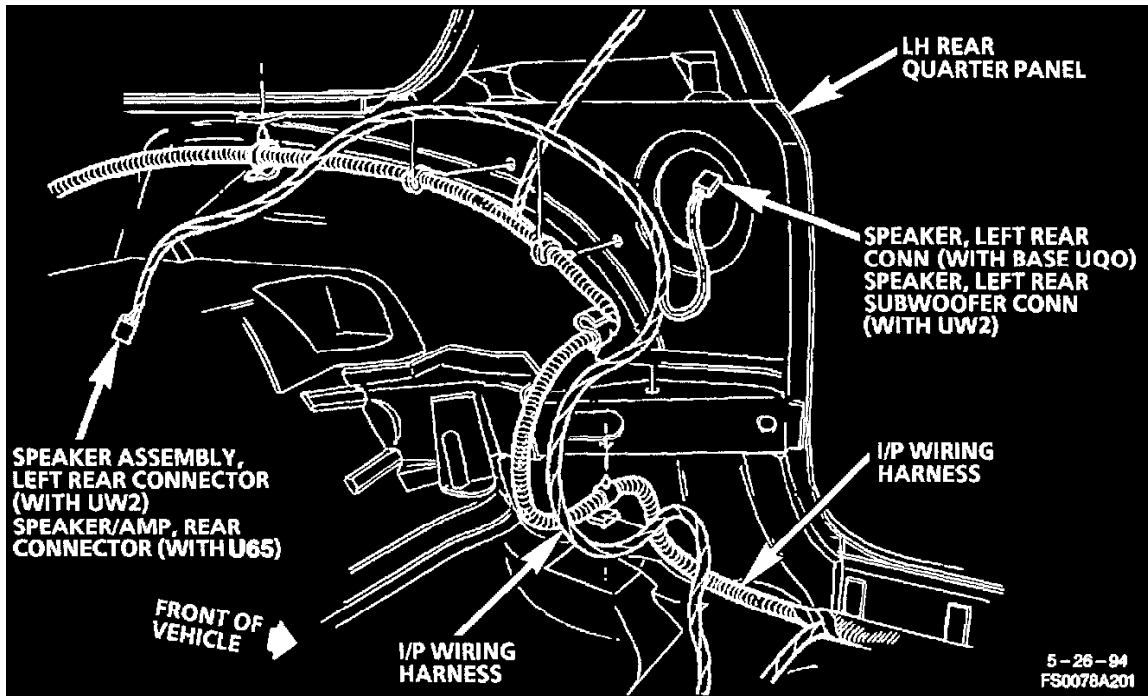 LH REAR
QUARTER PANEL
SPEAKER, LEFT REAR
CONN (WITH BASE UQO)
SPEAKER, LEFT REAR
SUBWOOFER CONN
(WITH UW2)
SPEAKER ASSEMBLY,
LEFT REAR CONNECTOR
(WITH UW2)
SPEAKER/AMP, REAR
CONNECTOR (WITH U65)
I/P WIRING
HARNESS
FRONT OF
VEHICLE
I/P WIRING
HARNESS
5-26-94
FS0078A201